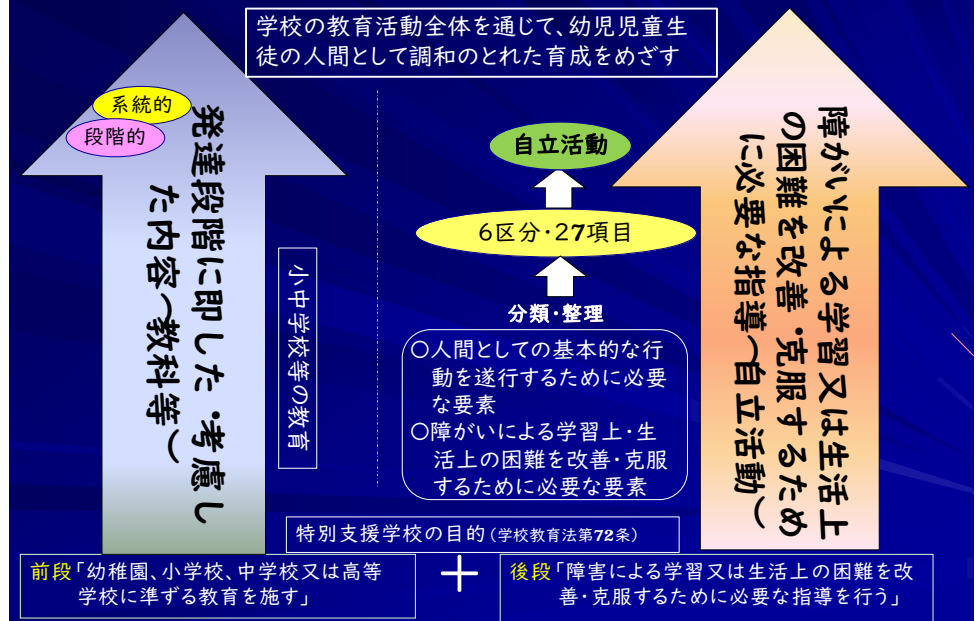 学校の教育活動全体を通じて、幼児児童生
徒の人間として調和のとれた育成をめざす
系統的
段階的
発達段階に即した・考慮し
た内容(教科等)
小中学校等の教育
自立活動
6区分・27項目
分類・整理
○人間としての基本的な行
動を遂行するために必要
な要素
○障がいによる学習上・生
活上の困難を改善・克服
するために必要な要素
障がいによる学習又は生活上
の困難を改善・克服するため
に必要な指導(自立活動)
特別支援学校の目的(学校教育法第72条)
前段「幼稚園、小学校、中学校又は高等
学校に準ずる教育を施す」
+
後段「障害による学習又は生活上の困難を改
善・克服するために必要な指導を行う」